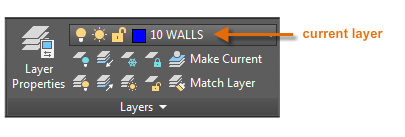 10 WALLS
current layer
Layer
Properties
Make Current
Match Layer
Layers